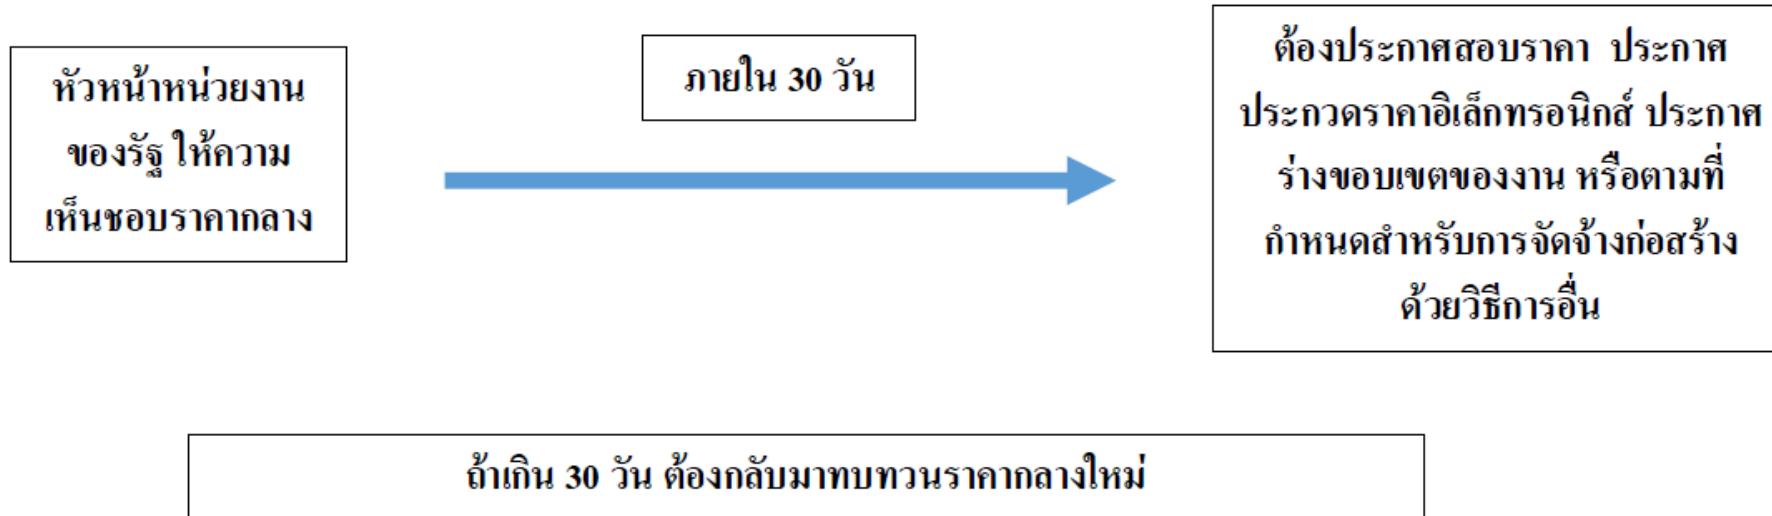 หัวหน้าหน่วยงาน
ของรัฐ ให้ความ
เห็นชอบราคากลาง
ภายใน 30 วัน
ต้องประกาศสอบราคา ประกาศ
ประกวดราคาอิเล็กทรอนิกส์ ประกาศ
ร่างขอบเขตของงาน หรือตามที่
กำหนดสำหรับการจัดจ้างก่อสร้าง
ด้วยวิธีการอื่น
ถ้าเกิน 30 วัน ต้องกลับมาทบทวนราคากลางใหม่